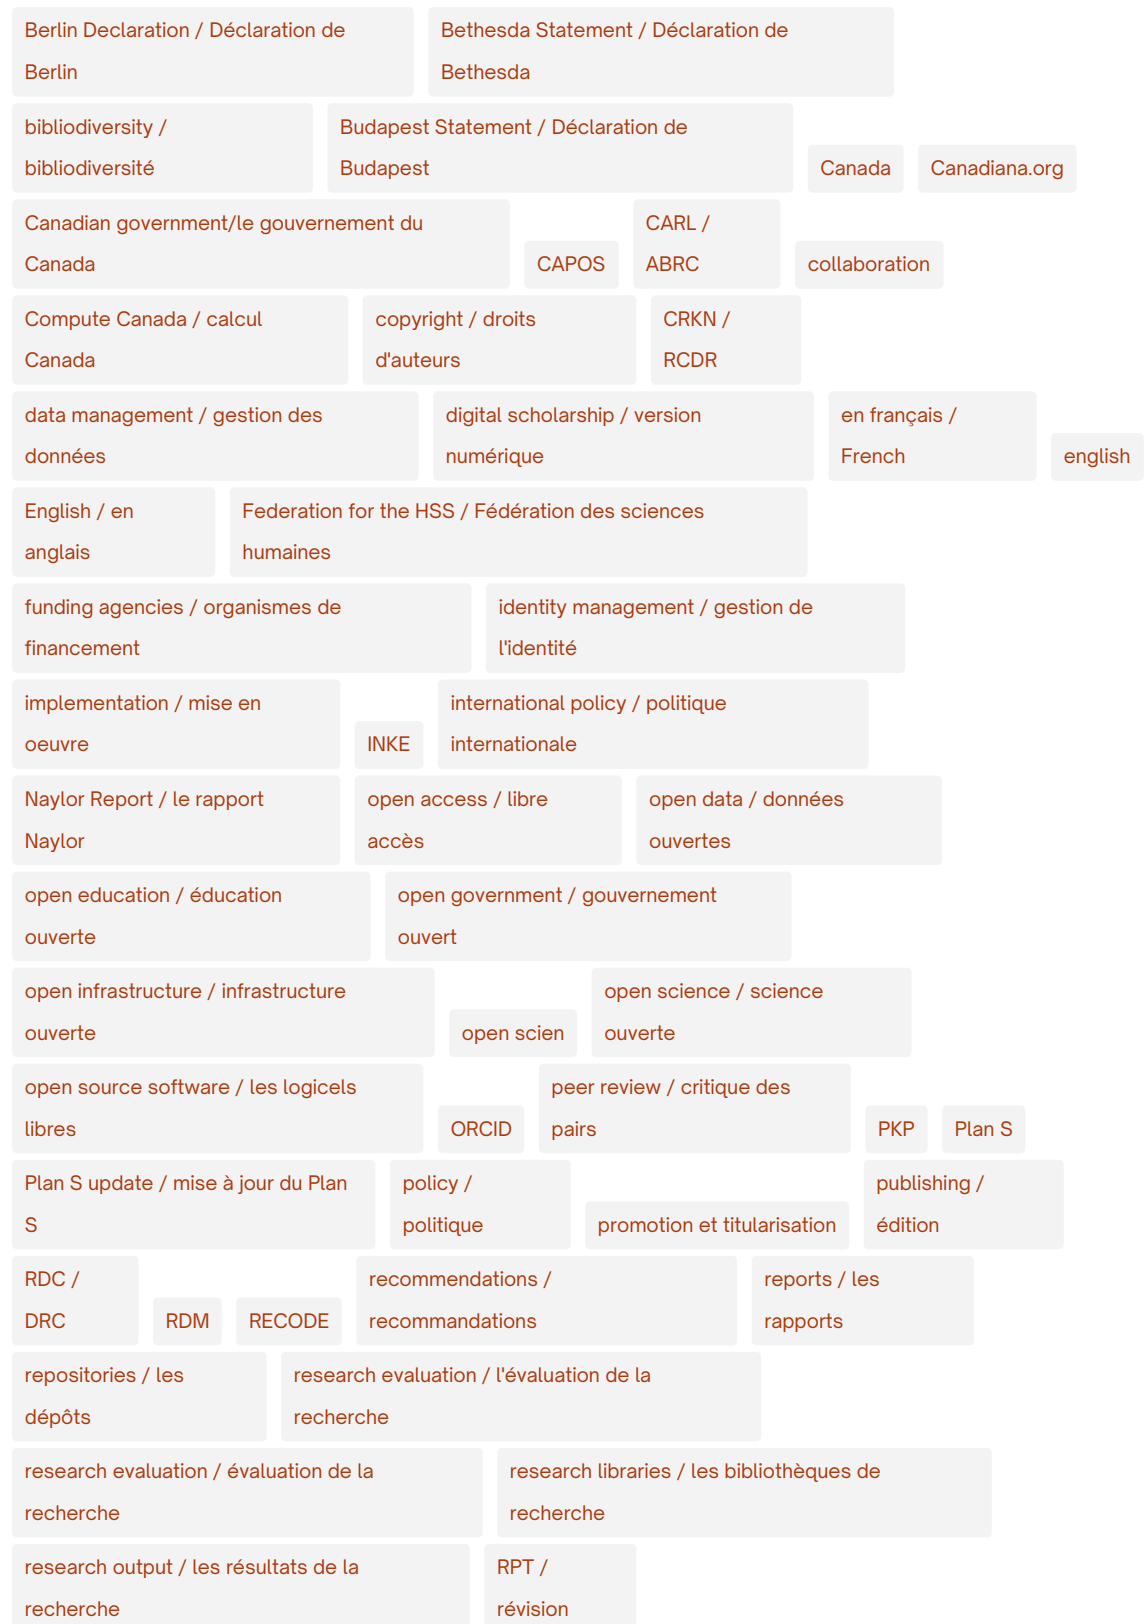 Berlin Declaration / Déclaration de
Berlin
Bethesda Statement / Déclaration de
Bethesda
bibliodiversity /
bibliodiversité
Budapest Statement / Déclaration de
Budapest
Canada
Canadiana.org
Canadian government/le gouvernement du
Canada
CAPOS
CARL /
ABRC
collaboration
Compute Canada / calcul
Canada
copyright / droits
d'auteurs
CRKN /
RCDR
data management / gestion des
données
digital scholarship / version
numérique
en français /
French
english
English / en
anglais
Federation for the HSS / Fédération des sciences
humaines
funding agencies / organismes de
financement
identity management / gestion de
l'identité
implementation / mise en
oeuvre
INKE
international policy / politique
internationale
Naylor Report / le rapport
Naylor
open access / libre
accès
open data / données
ouvertes
open education / éducation
ouverte
open government / gouvernement
ouvert
open infrastructure / infrastructure
ouverte
open scien
open science / science
ouverte
open source software / les logicels
libres
ORCID
peer review / critique des
pairs
PKP
Plan S
Plan S update / mise à jour du Plan
S
policy /
politique
promotion et titularisation
publishing /
édition
RDC /
DRC
RDM
RECODE
recommendations /
recommandations
reports / les
rapports
repositories / les
dépôts
research evaluation / l'évaluation de la
recherche
research evaluation / évaluation de la
recherche
research libraries / les bibliothèques de
recherche
research output / les résultats de la
recherche
RPT /
révision